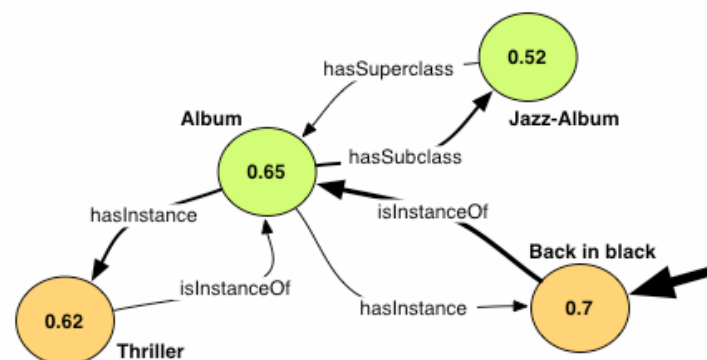 0.52
hasSuperclass
Album
Jazz-Album
hasSubclass
0.65
hasInstance
isInstanceOf
Back in black
isInstanceOf
hasInstance
0.7
0.62
Thriller